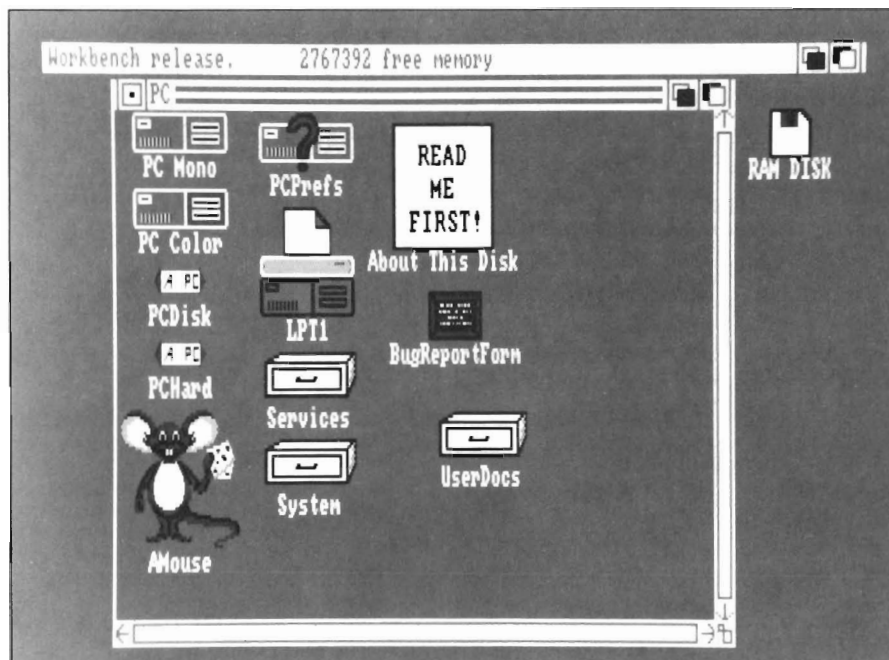 Workbench release. 2767392 free memory
PC
PC Mono
PCPrefs
READ
ME
FIRST!
RAM DISK
PC Color
About This Disk
A PC
PCDisk
LPT1
BugReportForm
A PC
PCHard
Services
UserDocs
System
AMouse